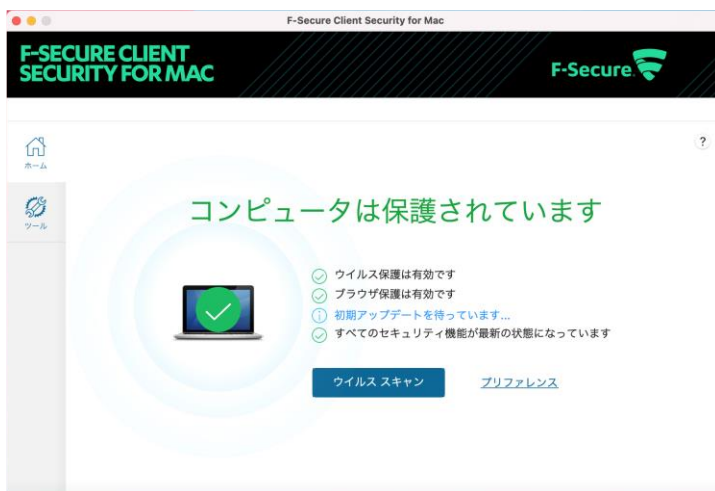 F-Secure Client Security for Mac
F-SECURE CLIENT
SECURITY FOR MAC
F-Secure.
?
ホーム
ツール
コンピュータは保護されています
ウイルス保護は有効です
ブラウザ保護は有効です
初期アップデートを待っています...
すべてのセキュリティ機能が最新の状態になっています
ウイルス スキャン
プリファレンス